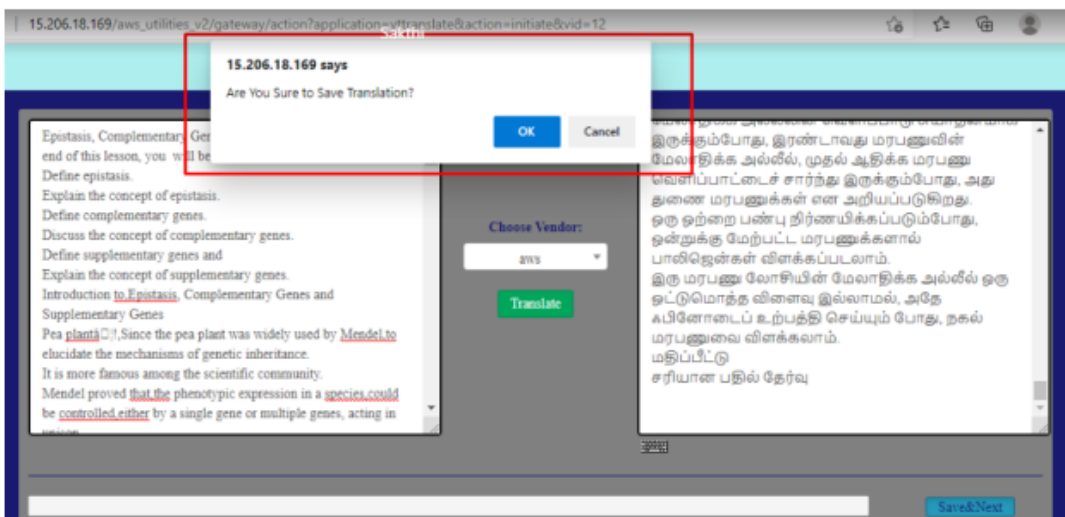 15.206.18.169/aws_utilities_v2/gateway/action?application=yttranslate&action=initiate&vid=12
Sakthi
15.206.18.169 says
Are You Sure to Save Translation?
OK
Cancel
Epistasis, Complementary Gen
end of this lesson, you will be
Define epistasis.
Explain the concept of epistasis.
Define complementary genes.
Discuss the concept of complementary genes.
Define supplementary genes and
Explain the concept of supplementary genes.
Introduction to,Epistasis, Complementary Genes and
Supplementary Genes
Pea ,Since the pea plant was widely used by Mendel,to
elucidate the mechanisms of genetic inheritance.
It is more famous among the scientific community.
Mendel proved that,the phenotypic expression in a species,could
be controlled,either by a single gene or multiple genes, acting in
unison
Choose Vendor:
aws
Translate
இருக்கும்போது, இரண்டாவது மரபணுவின்
மேலாதிக்க அல்லீல், முதல் ஆதிக்க மரபணு
வெளிப்பாட்டைச் சார்ந்து இருக்கும்போது, அது
துணை மரபணுக்கள் என அறியப்படுகிறது.
ஒரு ஒற்றை பண்பு நிர்ணயிக்கப்படும்போது,
ஒன்றுக்கு மேற்பட்ட மரபணுக்களால்
பாலிஜென்கள் விளக்கப்படலாம்.
இரு மரபணு லோசியின் மேலாதிக்க அல்லீல் ஒரு
ஒட்டுமொத்த விளைவு இல்லாமல், அதே
ஃபினோடைப் உற்பத்தி செய்யும் போது, நகல்
மரபணுவை விளக்கலாம்.
மதிப்பீட்டு
சரியான பதில் தேர்வு
Save&Next